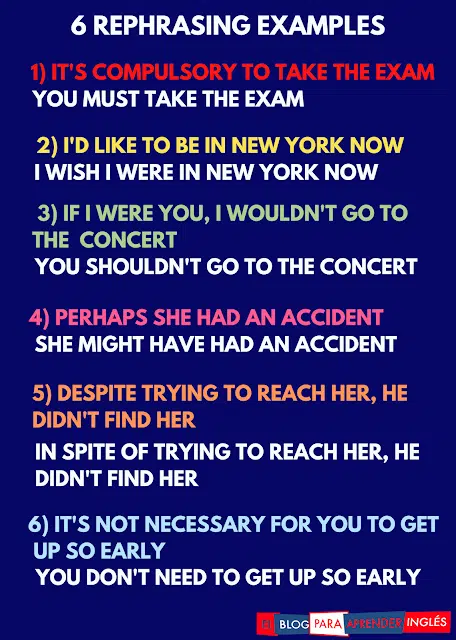 6 REPHRASING EXAMPLES
1) IT'S COMPULSORY TO TAKE THE EXAM
YOU MUST TAKE THE EXAM
2) I'D LIKE TO BE IN NEW YORK NOW
I WISH I WERE IN NEW YORK NOW
3) IF I WERE YOU, I WOULDN'T GO TO
THE CONCERT
YOU SHOULDN'T GO TO THE CONCERT
4) PERHAPS SHE HAD AN ACCIDENT
SHE MIGHT HAVE HAD AN ACCIDENT
5) DESPITE TRYING TO REACH HER, HE
DIDN'T FIND HER
IN SPITE OF TRYING TO REACH HER, HE
DIDN'T FIND HER
6) IT'S NOT NECESSARY FOR YOU TO GET
UP SO EARLY
YOU DON'T NEED TO GET UP SO EARLY
El BLOG PARA APRENDER INGLÉS